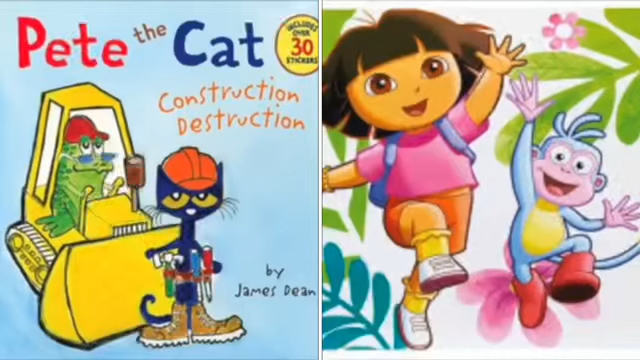 Pete the Cat
INCLUDES
OVER
30
STICKERS
Construction
Destruction
by
James Dean